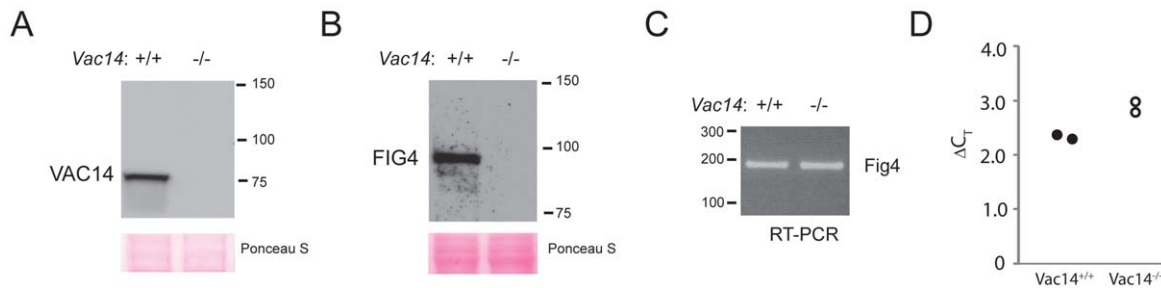 A
Vac14: +/+ -/-
150
100
75
VAC14
Ponceau S
B
Vac14: +/+ -/-
150
100
75
FIG4
Ponceau S
C
Vac14: +/+ -/-
300
200
100
Fig4
RT-PCR
D
4.0
3.0
2.0
1.0
0
ΔCT
Vac14+/+ Vac14-/-